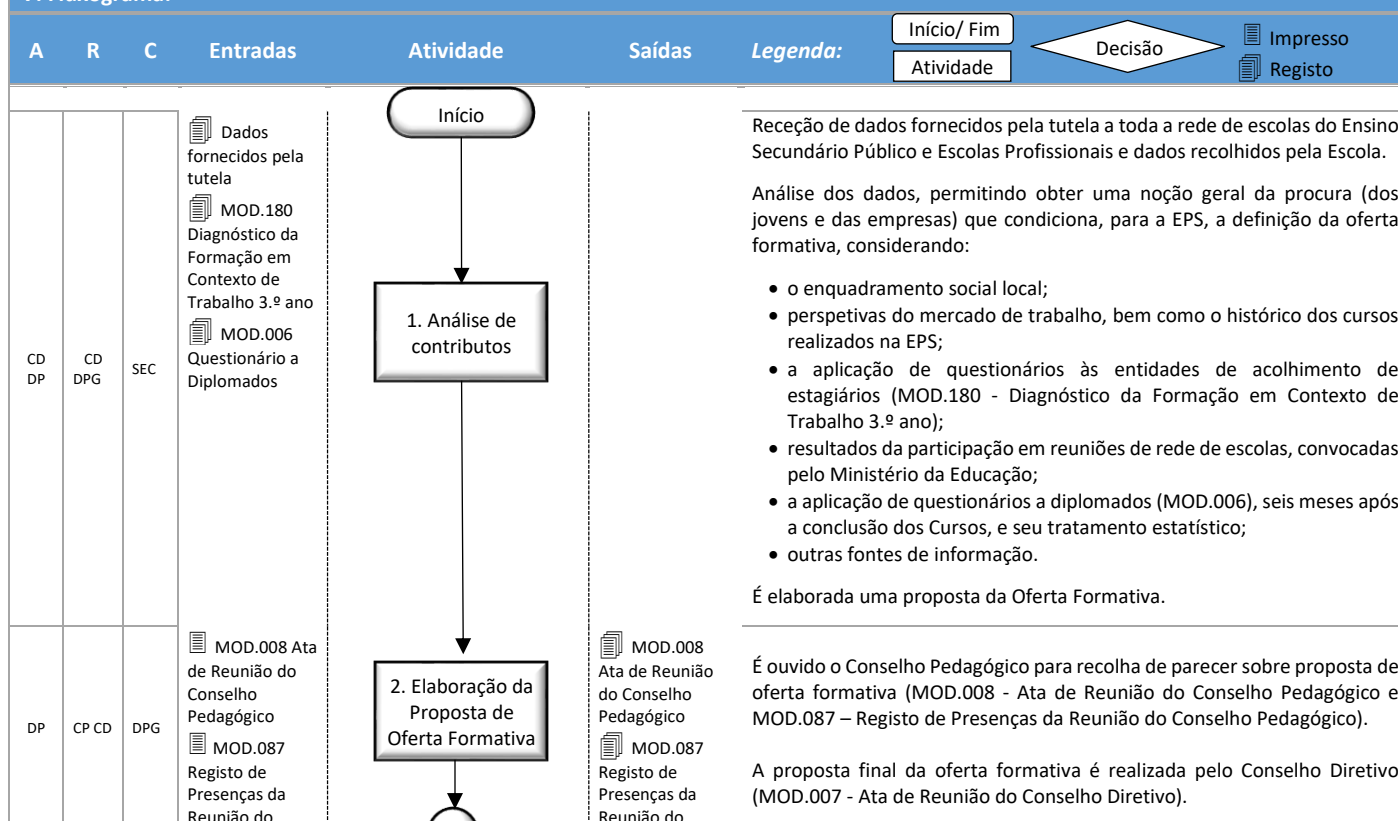 A R C Entradas Atividade Saídas Legenda:
Início/ Fim
Atividade
Decisão
Impresso
Registo
Início
CD
DP
CD
DPG
SEC
Dados
fornecidos pela
tutela
MOD.180
Diagnóstico da
Formação em
Contexto de
Trabalho 3.º ano
MOD.006
Questionário a
Diplomados
1. Análise de
contributos
Receção de dados fornecidos pela tutela a toda a rede de escolas do Ensino
Secundário Público e Escolas Profissionais e dados recolhidos pela Escola.
Análise dos dados, permitindo obter uma noção geral da procura (dos
jovens e das empresas) que condiciona, para a EPS, a definição da oferta
formativa, considerando:
• o enquadramento social local;
• perspetivas do mercado de trabalho, bem como o histórico dos cursos
realizados na EPS;
• a aplicação de questionários às entidades de acolhimento de
estagiários (MOD.180 - Diagnóstico da Formação em Contexto de
Trabalho 3.º ano);
• resultados da participação em reuniões de rede de escolas, convocadas
pelo Ministério da Educação;
• a aplicação de questionários a diplomados (MOD.006), seis meses após
a conclusão dos Cursos, e seu tratamento estatístico;
• outras fontes de informação.
É elaborada uma proposta da Oferta Formativa.
DP
CP CD
DPG
MOD.008 Ata
de Reunião do
Conselho
Pedagógico
MOD.087
Registo de
Presenças da
Reunião do
2. Elaboração da
Proposta de
Oferta Formativa
MOD.008
Ata de Reunião
do Conselho
Pedagógico
MOD.087
Registo de
Presenças da
Reunião do
É ouvido o Conselho Pedagógico para recolha de parecer sobre proposta de
oferta formativa (MOD.008 - Ata de Reunião do Conselho Pedagógico e
MOD.087 – Registo de Presenças da Reunião do Conselho Pedagógico).
A proposta final da oferta formativa é realizada pelo Conselho Diretivo
(MOD.007 - Ata de Reunião do Conselho Diretivo).